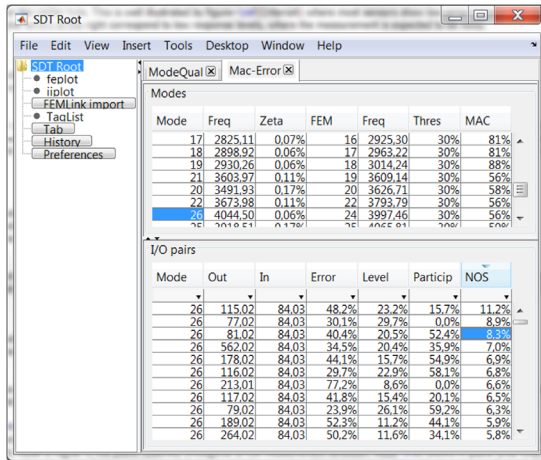 SDT Root
File Edit View Insert Tools Desktop Window Help
SDT Root
feplot
iiplot
FEMLink import
TagList
Tab
History
Preferences
ModeQual Mac-Error
Modes
Mode Freq Zeta FEM Freq Thres MAC
17 2825,11 0,07% 16 2925,30 30% 81%
18 2898,92 0,06% 17 2963,22 30% 81%
19 2930,26 0,06% 18 3014,24 30% 88%
21 3603,97 0,11% 19 3609,14 30% 56%
20 3491,93 0,17% 20 3626,71 30% 58%
22 3673,98 0,11% 22 3793,79 30% 56%
26 4044,50 0,06% 24 3997,46 30% 56%
I/O pairs
Mode Out In Error Level Particip NOS
26 115,02 84,03 48,2% 23,2% 15,7% 11,2%
26 77,02 84,03 30,1% 29,7% 0,0% 8,9%
26 81,02 84,03 40,4% 20,5% 52,4% 8,3%
26 562,02 84,03 34,5% 20,4% 35,9% 7,0%
26 178,02 84,03 44,1% 15,7% 54,9% 6,9%
26 116,02 84,03 29,7% 22,9% 58,1% 6,8%
26 213,01 84,03 77,2% 8,6% 0,0% 6,6%
26 117,02 84,03 41,8% 15,4% 20,1% 6,5%
26 79,02 84,03 23,9% 26,1% 59,2% 6,3%
26 189,02 84,03 52,3% 11,2% 44,1% 5,9%
26 264,02 84,03 50,2% 11,6% 34,1% 5,8%